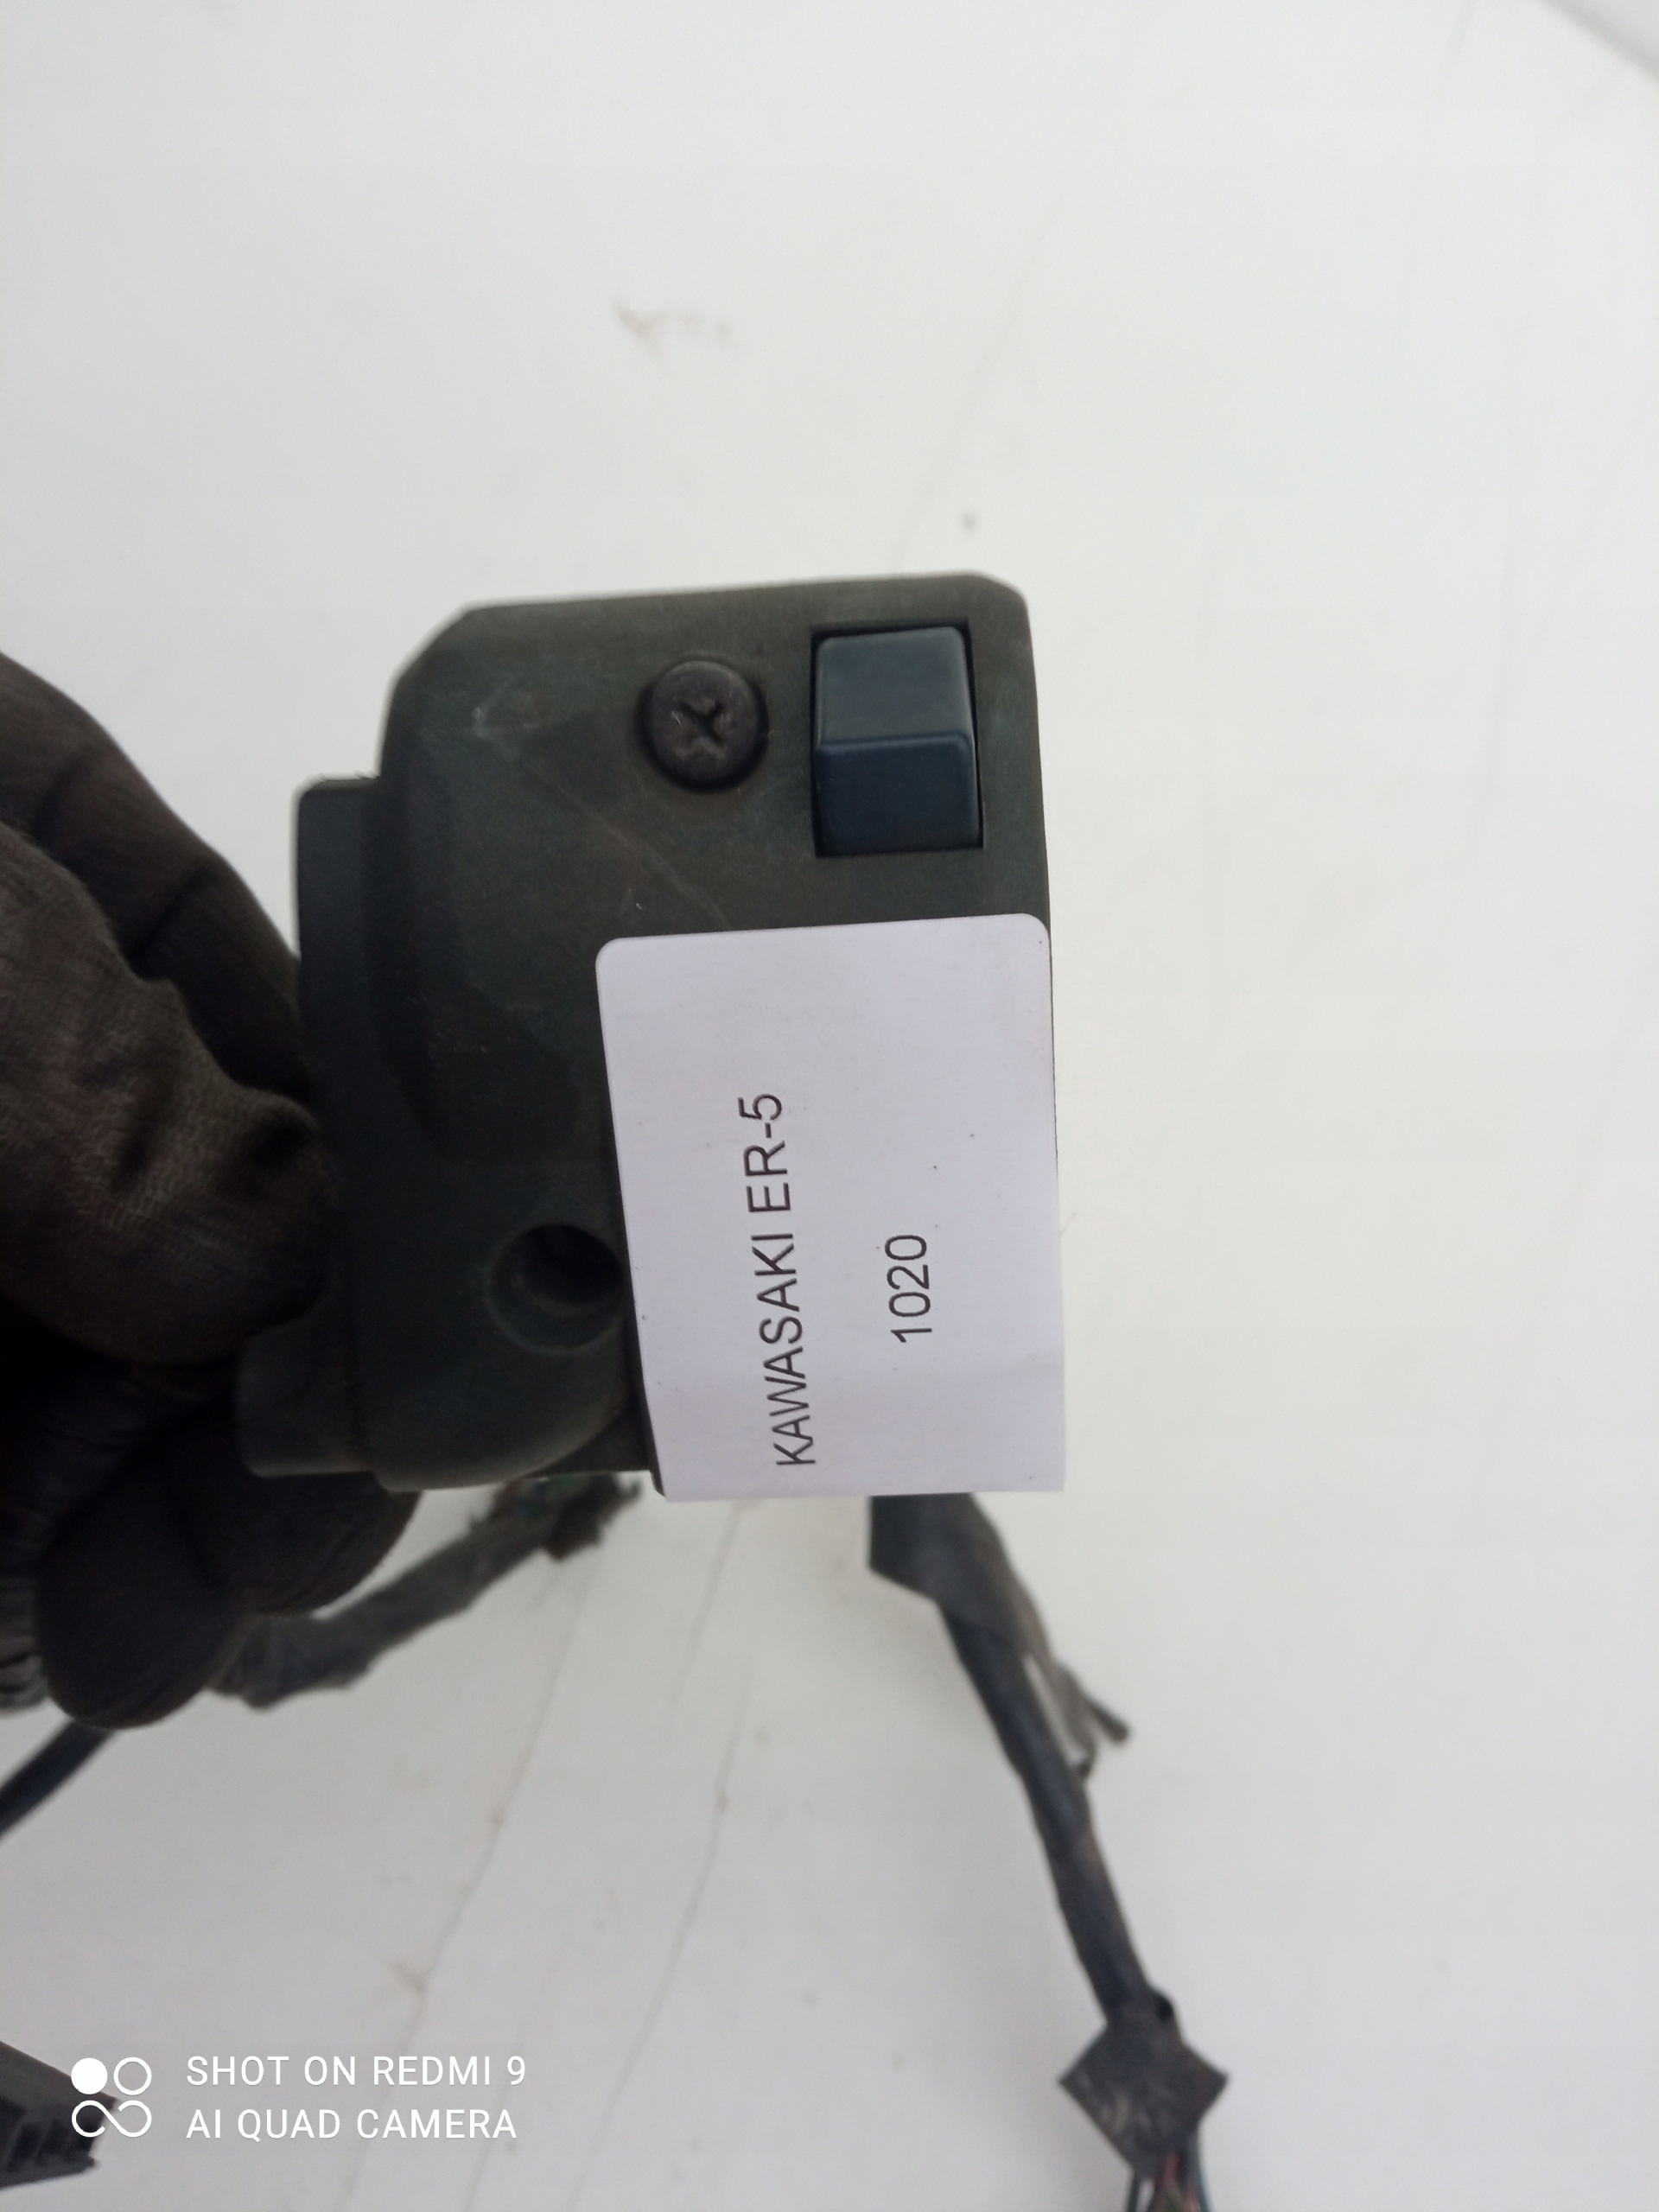 KAWASAKI ER-5
1020
SHOT ON REDMI 9
AI QUAD CAMERA